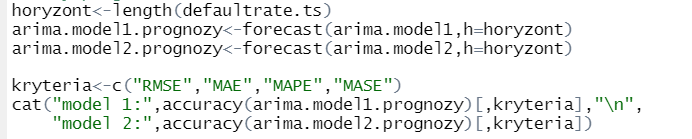 horyzont<-length(defaultrate.ts)
arima.model1.prognozy<-forecast(arima.model1,h=horyzont)
arima.model2.prognozy<-forecast(arima.model2,h=horyzont)
kryteria<-c("RMSE","MAE","MAPE","MASE")
cat("model 1:",accuracy(arima.model1.prognozy)[,kryteria],"\n",
    "model 2:",accuracy(arima.model2.prognozy)[,kryteria])